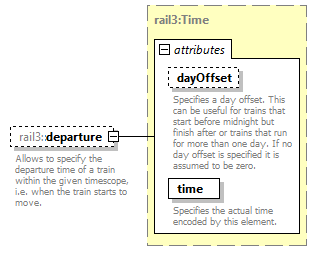 rail3:Time
attributes
dayOffset
Specifies a day offset. This can
be useful for trains that
start before midnight but
finish after or trains that run
for more than one day. If no
day offset is specified it is
assumed to be zero.
rail3::departure
Allows to specify the
departure time of a train
within the given timescope,
i.e. when the train starts to
move.
time
Specifies the actual time
encoded by this element.